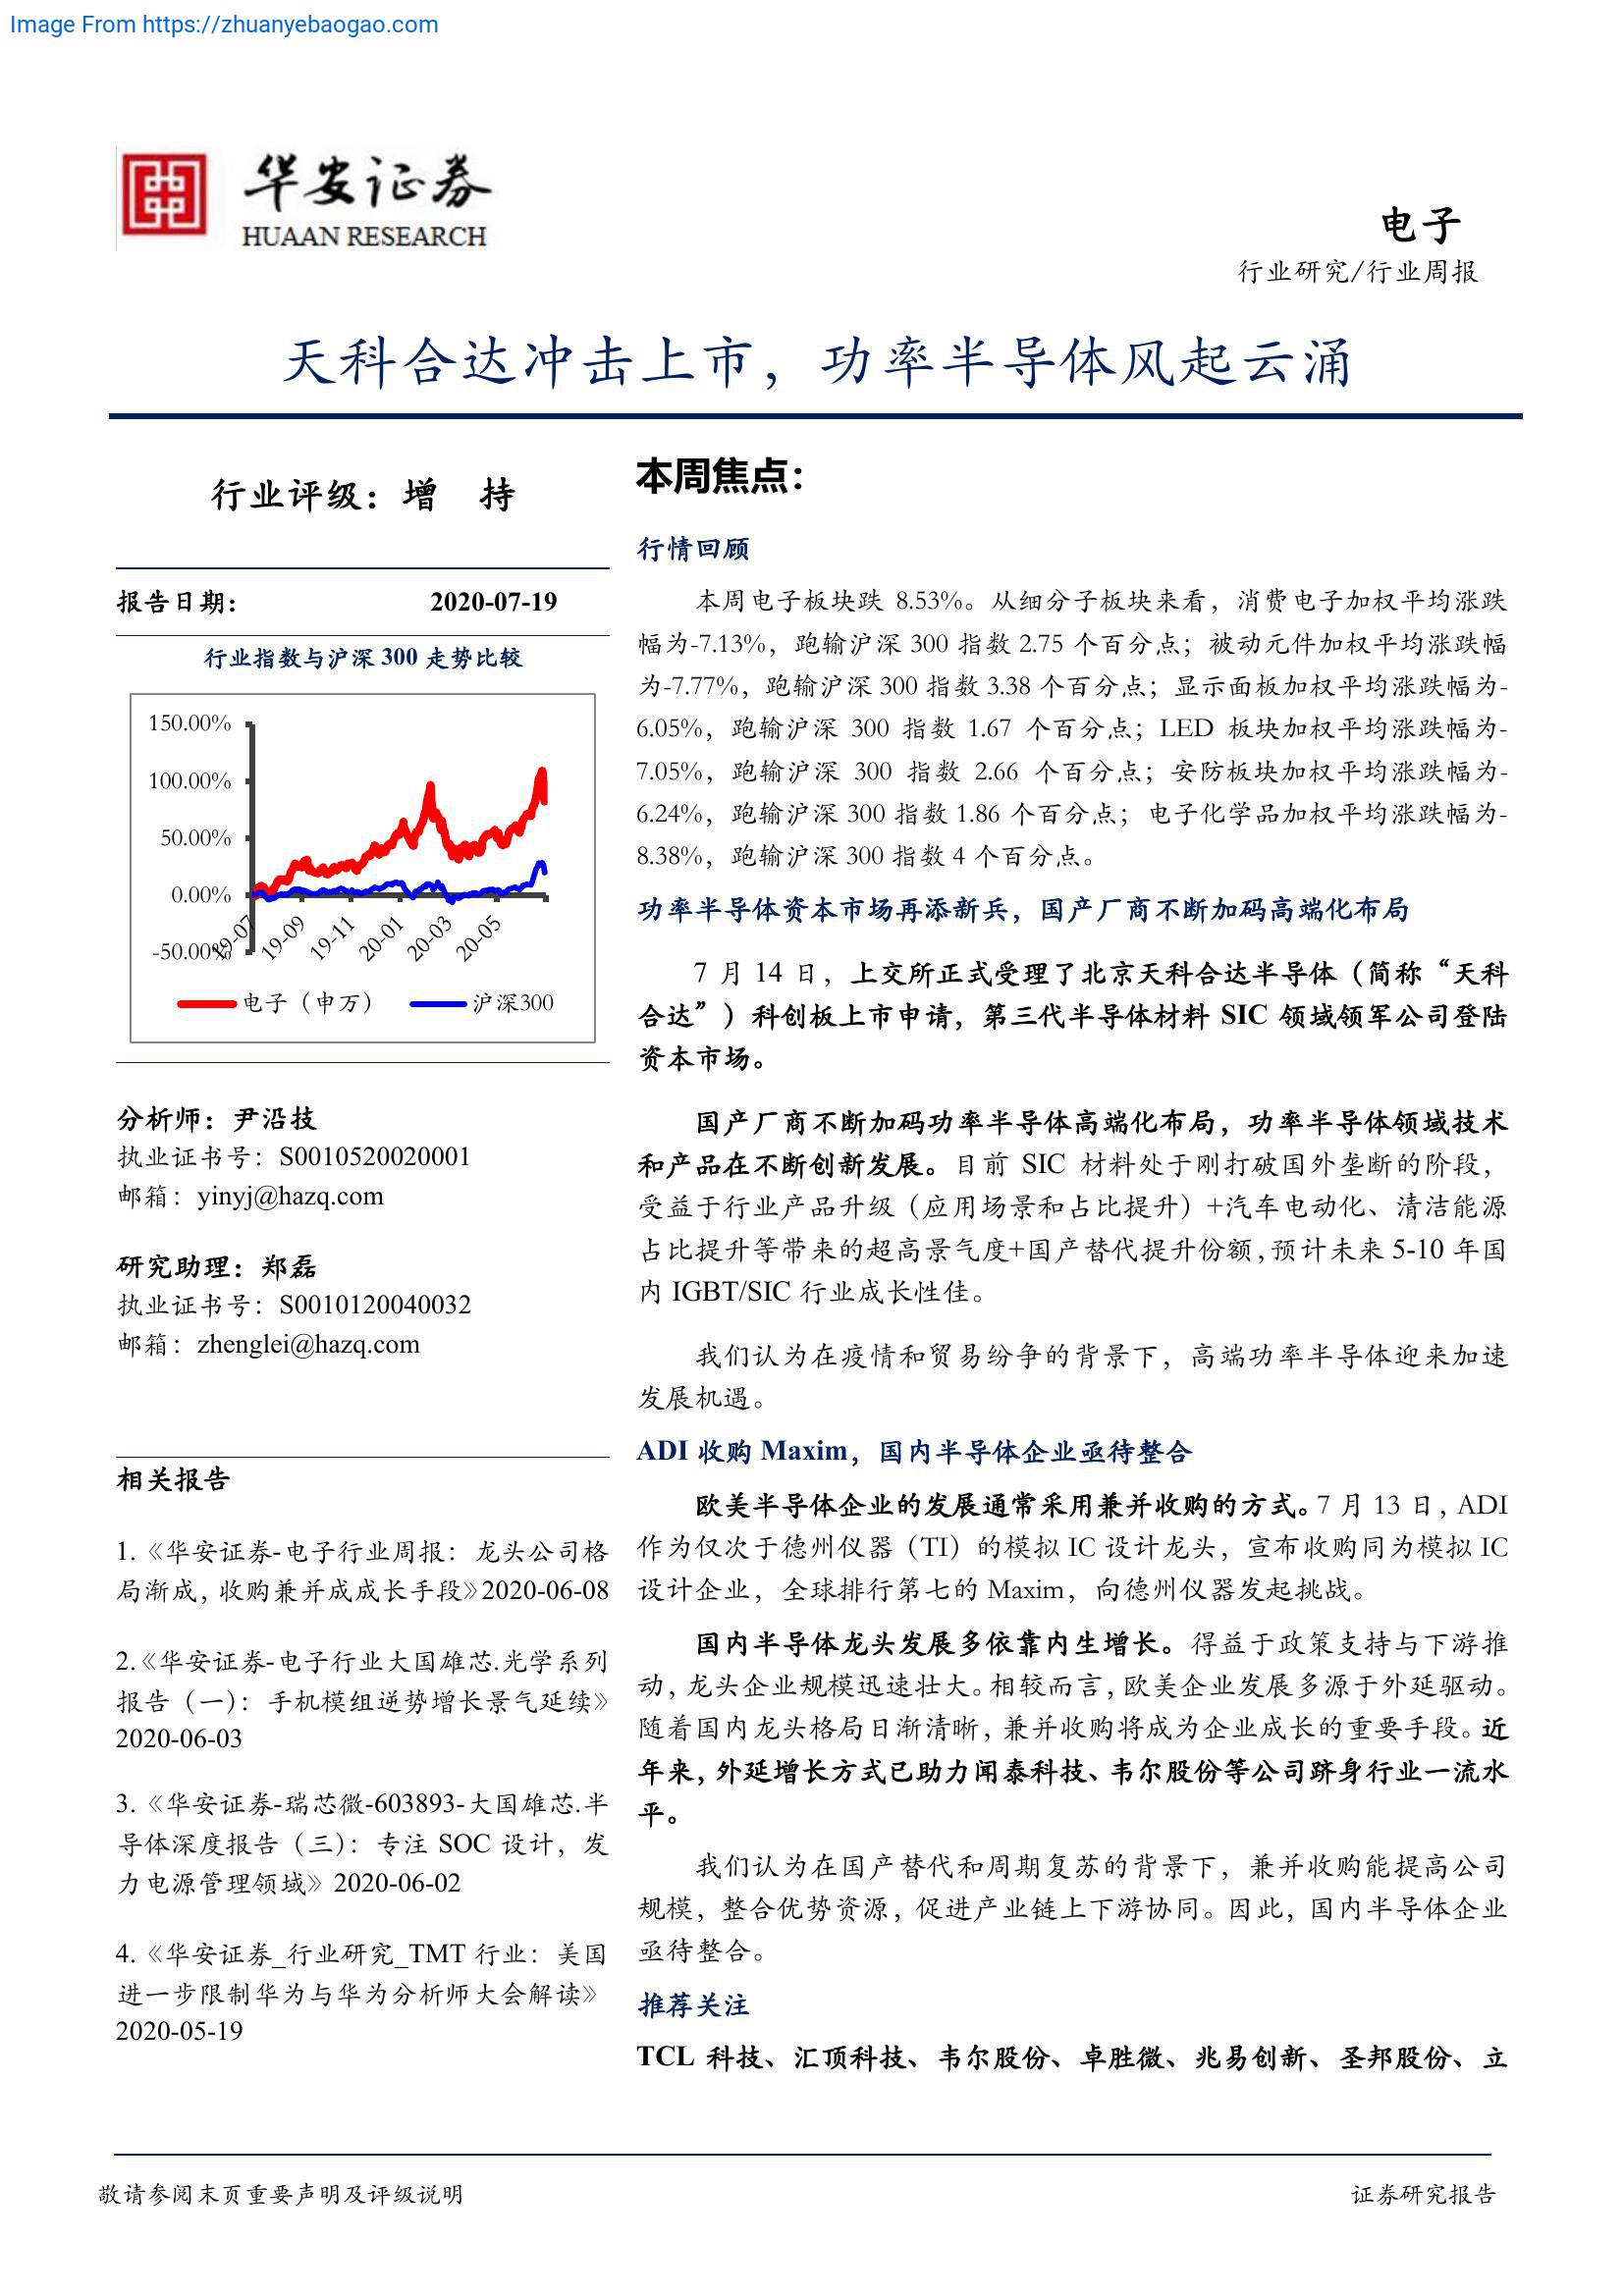 Image From https://zhuanyebaogao.com
华安证券
HUAAN RESEARCH
电子
行业研究/行业周报
天科合达冲击上市，功率半导体风起云涌
行业评级：增 持
报告日期： 2020-07-19
行业指数与沪深 300 走势比较
150.00%
100.00%
50.00%
0.00%
-50.00%
19-07 19-09 19-11 20-01 20-03 20-05
电子（申万） 沪深300
分析师：尹沿技
执业证书号：S0010520020001
邮箱：yinyj@hazq.com
研究助理：郑磊
执业证书号：S0010120040032
邮箱：zhenglei@hazq.com
相关报告
1.《华安证券-电子行业周报：龙头公司格
局渐成，收购兼并成成长手段》2020-06-08
2.《华安证券-电子行业大国雄芯.光学系列
报告（一）：手机模组逆势增长景气延续》
2020-06-03
3.《华安证券-瑞芯微-603893-大国雄芯.半
导体深度报告（三）：专注 SOC 设计，发
力电源管理领域》2020-06-02
4.《华安证券_行业研究_TMT 行业：美国
进一步限制华为与华为分析师大会解读》
2020-05-19
本周焦点：
行情回顾
本周电子板块跌 8.53%。从细分子板块来看，消费电子加权平均涨跌
幅为-7.13%，跑输沪深 300 指数 2.75 个百分点；被动元件加权平均涨跌幅
为-7.77%，跑输沪深 300 指数 3.38 个百分点；显示面板加权平均涨跌幅为-
6.05%，跑输沪深 300 指数 1.67 个百分点；LED 板块加权平均涨跌幅为-
7.05%，跑输沪深 300 指数 2.66 个百分点；安防板块加权平均涨跌幅为-
6.24%，跑输沪深 300 指数 1.86 个百分点；电子化学品加权平均涨跌幅为-
8.38%，跑输沪深 300 指数 4 个百分点。
功率半导体资本市场再添新兵，国产厂商不断加码高端化布局
7 月 14 日，上交所正式受理了北京天科合达半导体（简称“天科
合达”）科创板上市申请，第三代半导体材料 SIC 领域领军公司登陆
资本市场。
国产厂商不断加码功率半导体高端化布局，功率半导体领域技术
和产品在不断创新发展。目前 SIC 材料处于刚打破国外垄断的阶段，
受益于行业产品升级（应用场景和占比提升）+汽车电动化、清洁能源
占比提升等带来的超高景气度+国产替代提升份额，预计未来 5-10 年国
内 IGBT/SIC 行业成长性佳。
我们认为在疫情和贸易纷争的背景下，高端功率半导体迎来加速
发展机遇。
ADI 收购 Maxim，国内半导体企业亟待整合
欧美半导体企业的发展通常采用兼并收购的方式。7 月 13 日，ADI
作为仅次于德州仪器（TI）的模拟 IC 设计龙头，宣布收购同为模拟 IC
设计企业，全球排行第七的 Maxim，向德州仪器发起挑战。
国内半导体龙头发展多依靠内生增长。得益于政策支持与下游推
动，龙头企业规模迅速壮大。相较而言，欧美企业发展多源于外延驱动。
随着国内龙头格局日渐清晰，兼并收购将成为企业成长的重要手段。近
年来，外延增长方式已助力闻泰科技、韦尔股份等公司跻身行业一流水
平。
我们认为在国产替代和周期复苏的背景下，兼并收购能提高公司
规模，整合优势资源，促进产业链上下游协同。因此，国内半导体企业
亟待整合。
推荐关注
TCL 科技、汇顶科技、韦尔股份、卓胜微、兆易创新、圣邦股份、立
敬请参阅末页重要声明及评级说明
证券研究报告